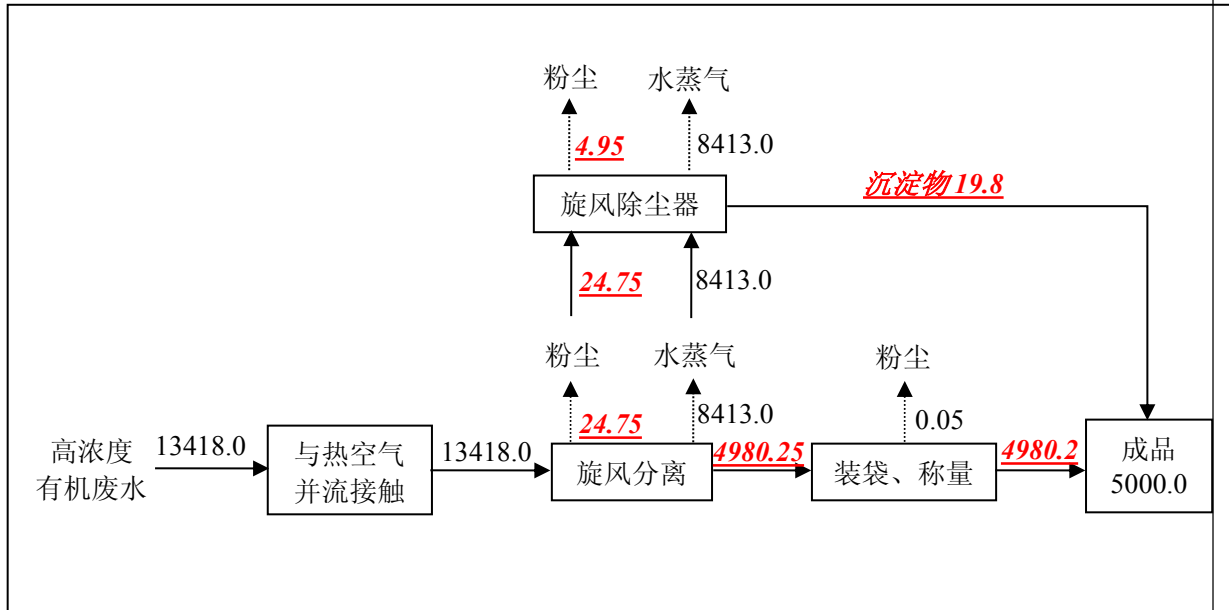 粉尘 水蒸气
4.95 8413.0
旋风除尘器
沉淀物 19.8
24.75 8413.0
粉尘 水蒸气 粉尘
24.75 8413.0 0.05
高浓度
有机废水
13418.0
与热空气
并流接触
13418.0
旋风分离
4980.25
装袋、称量
4980.2
成品
5000.0